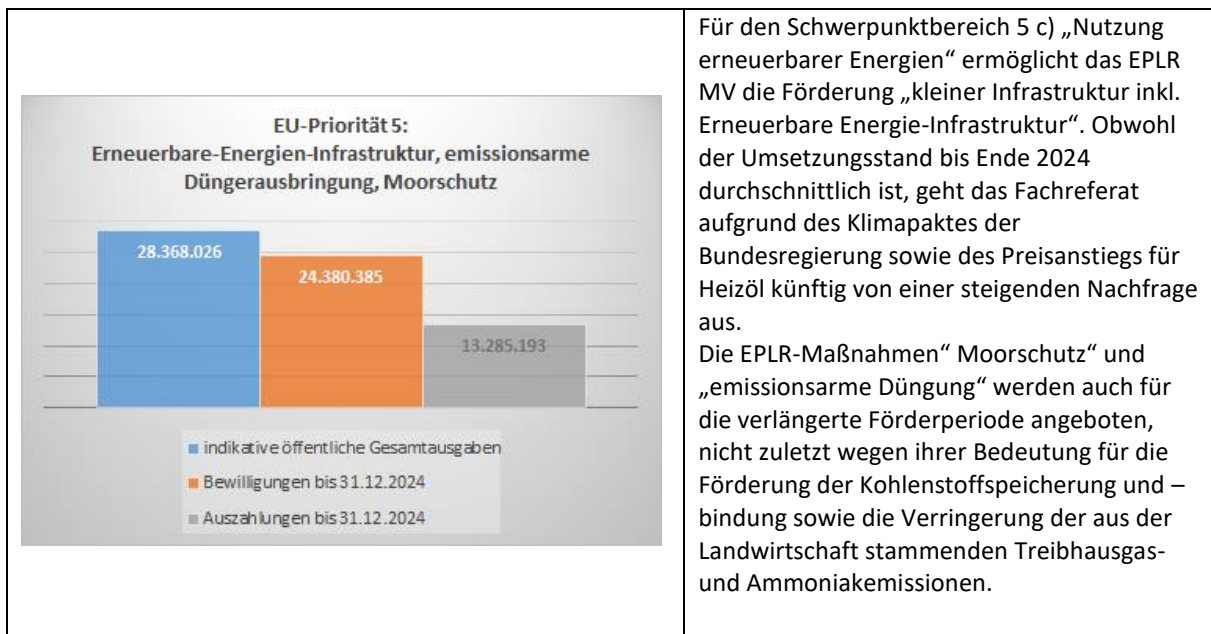 EU-Priorität 5:
Erneuerbare-Energien-Infrastruktur, emissionsarme
Düngerausbringung, Moorschutz
28.368.026
24.380.385
13.285.193
indikative öffentliche Gesamtausgaben
Bewilligungen bis 31.12.2024
Auszahlungen bis 31.12.2024
Für den Schwerpunktbereich 5 c) „Nutzung
erneuerbarer Energien“ ermöglicht das EPLR
MV die Förderung „kleiner Infrastruktur inkl.
Erneuerbare Energie-Infrastruktur“. Obwohl
der Umsetzungsstand bis Ende 2024
durchschnittlich ist, geht das Fachreferat
aufgrund des Klimapaktes der
Bundesregierung sowie des Preisanstiegs für
Heizöl künftig von einer steigenden Nachfrage
aus.
Die EPLR-Maßnahmen“ Moorschutz“ und
„emissionsarme Düngung“ werden auch für
die verlängerte Förderperiode angeboten,
nicht zuletzt wegen ihrer Bedeutung für die
Förderung der Kohlenstoffspeicherung und –
bindung sowie die Verringerung der aus der
Landwirtschaft stammenden Treibhausgas-
und Ammoniakemissionen.